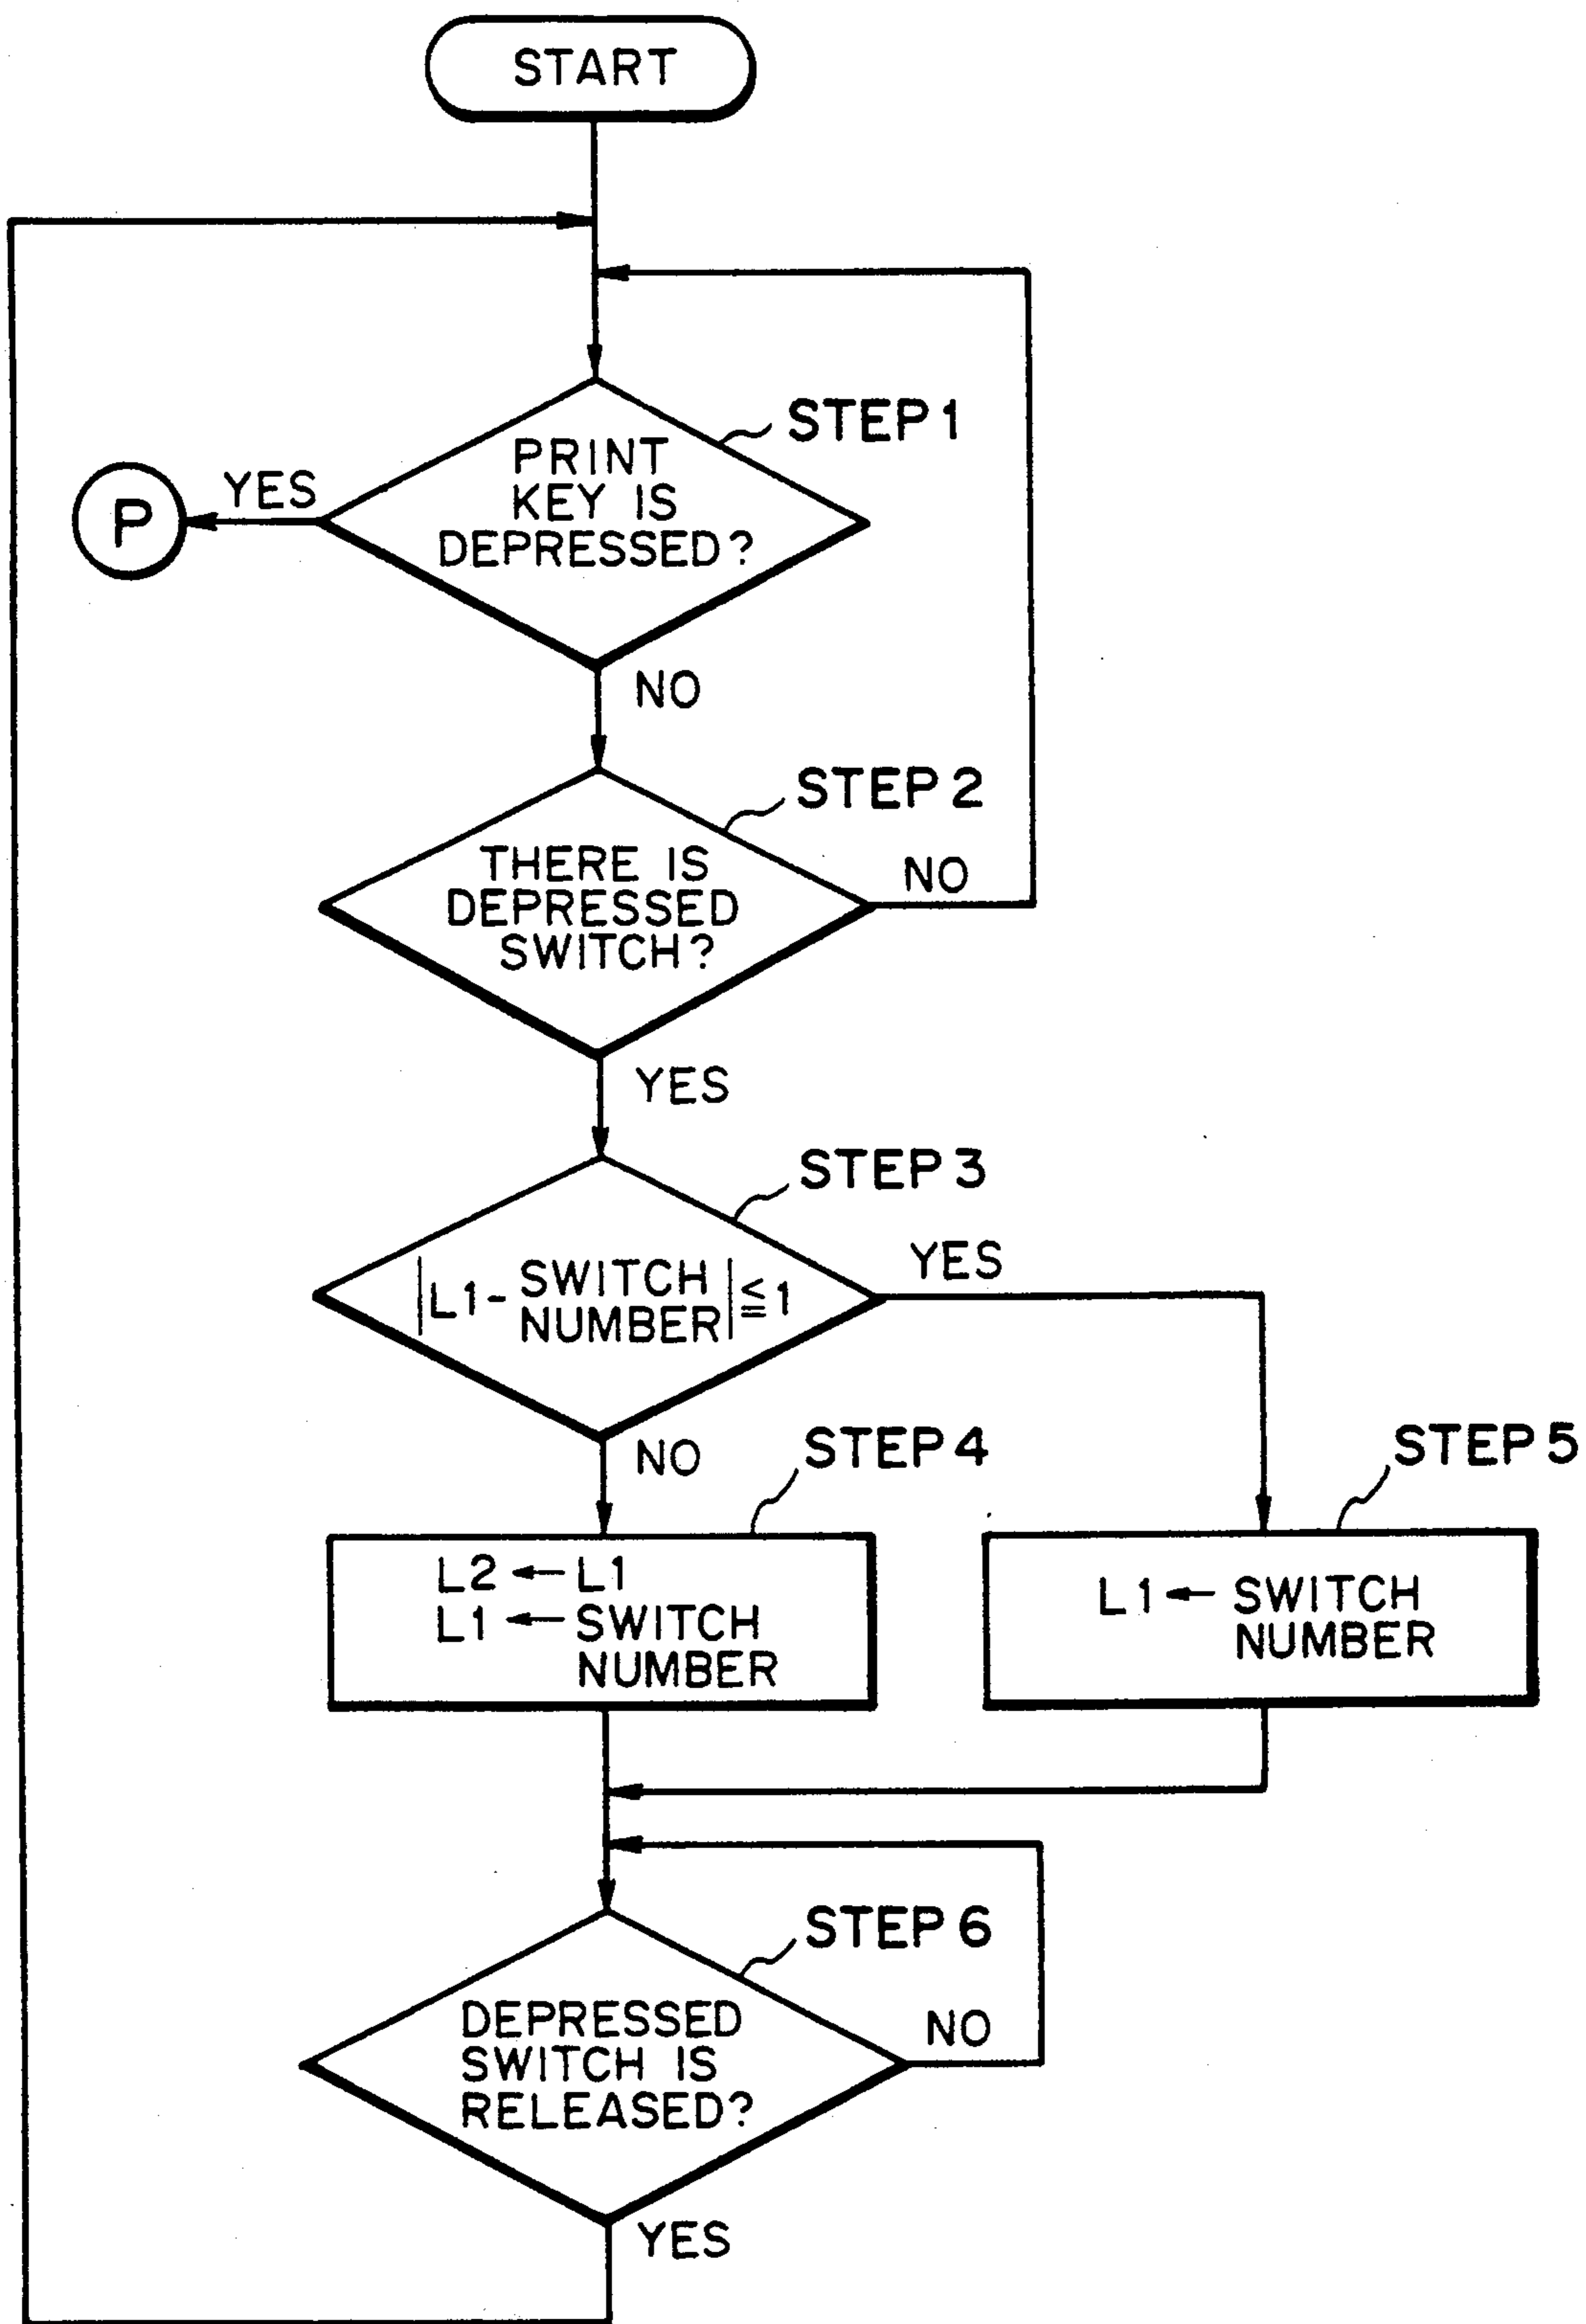 START
STEP 1
PRINT
KEY IS
DEPRESSED?
YES
P
NO
STEP 2
THERE IS
DEPRESSED
SWITCH?
NO
YES
STEP 3
|L1- SWITCH NUMBER| ≦ 1
YES
NO
STEP 4
STEP 5
L2 ← L1
L1 ← SWITCH
NUMBER
L1 ← SWITCH
NUMBER
STEP 6
DEPRESSED
SWITCH IS
RELEASED?
NO
YES